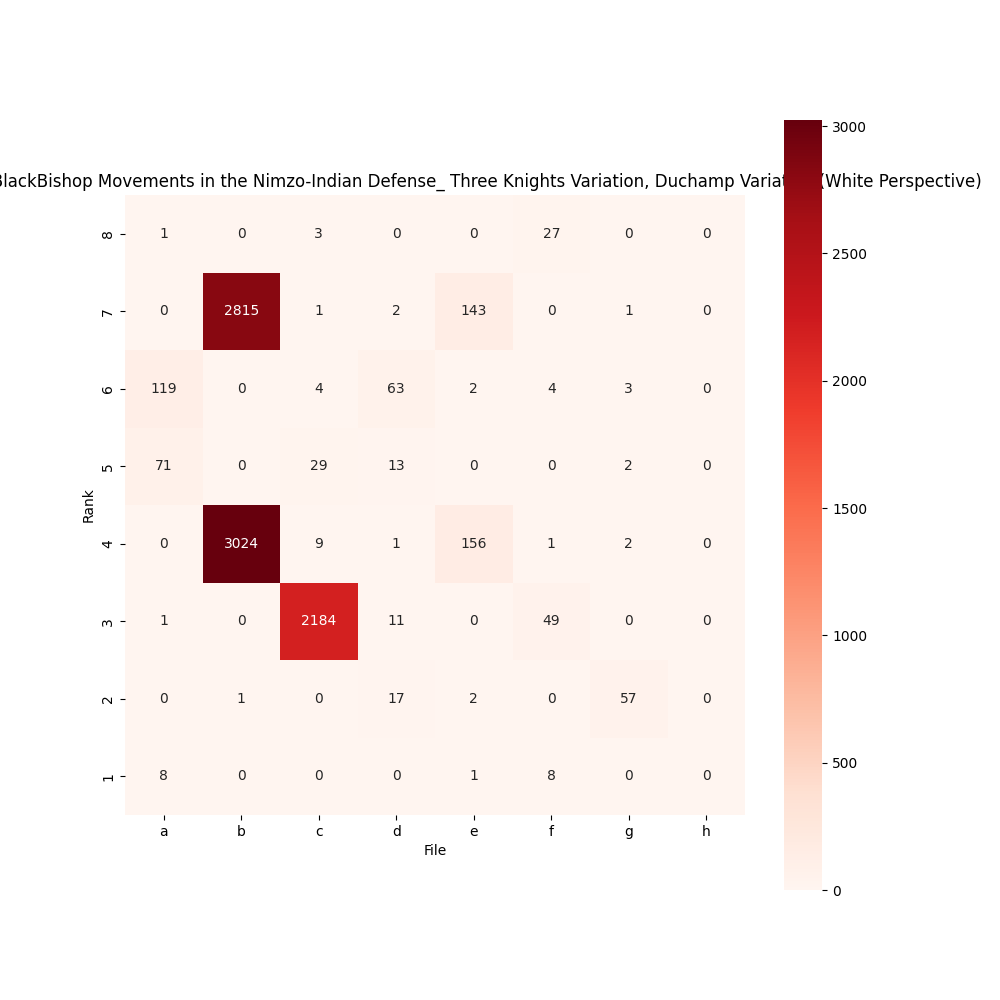 BlackBishop Movements in the Nimzo-Indian Defense_ Three Knights Variation, Duchamp (White Perspective)
8 1 0 3 0 0 27 0 0
7 0 2815 1 2 143 0 1 0
6 119 0 4 63 2 4 3 0
5 71 0 29 13 0 0 2 0
4 0 3024 9 1 156 1 2 0
3 1 0 2184 11 0 49 0 0
2 0 1 0 17 2 0 57 0
1 8 0 0 0 1 8 0 0
a b c d e f g h
File
Rank
3000
2500
2000
1500
1000
500
0